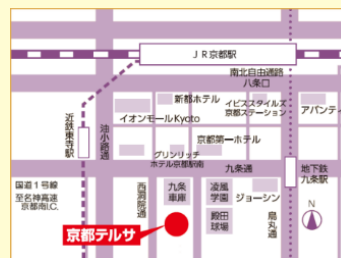 JR京都駅
南北自由通路
八条口
新都ホテル
イビススタイルズ
京都ステーション
アバンティ
イオンモールKyoto
近鉄東寺駅
油小路通
京都第一ホテル
グリンリッチ
ホテル京都駅南
九条通
地下鉄
九条駅
国道1号線
至名神高速
京都南I.C.
西洞院通
九条
車庫
凌風
学園
ジョーシン
殿田
球場
烏丸通
N
京都テルサ